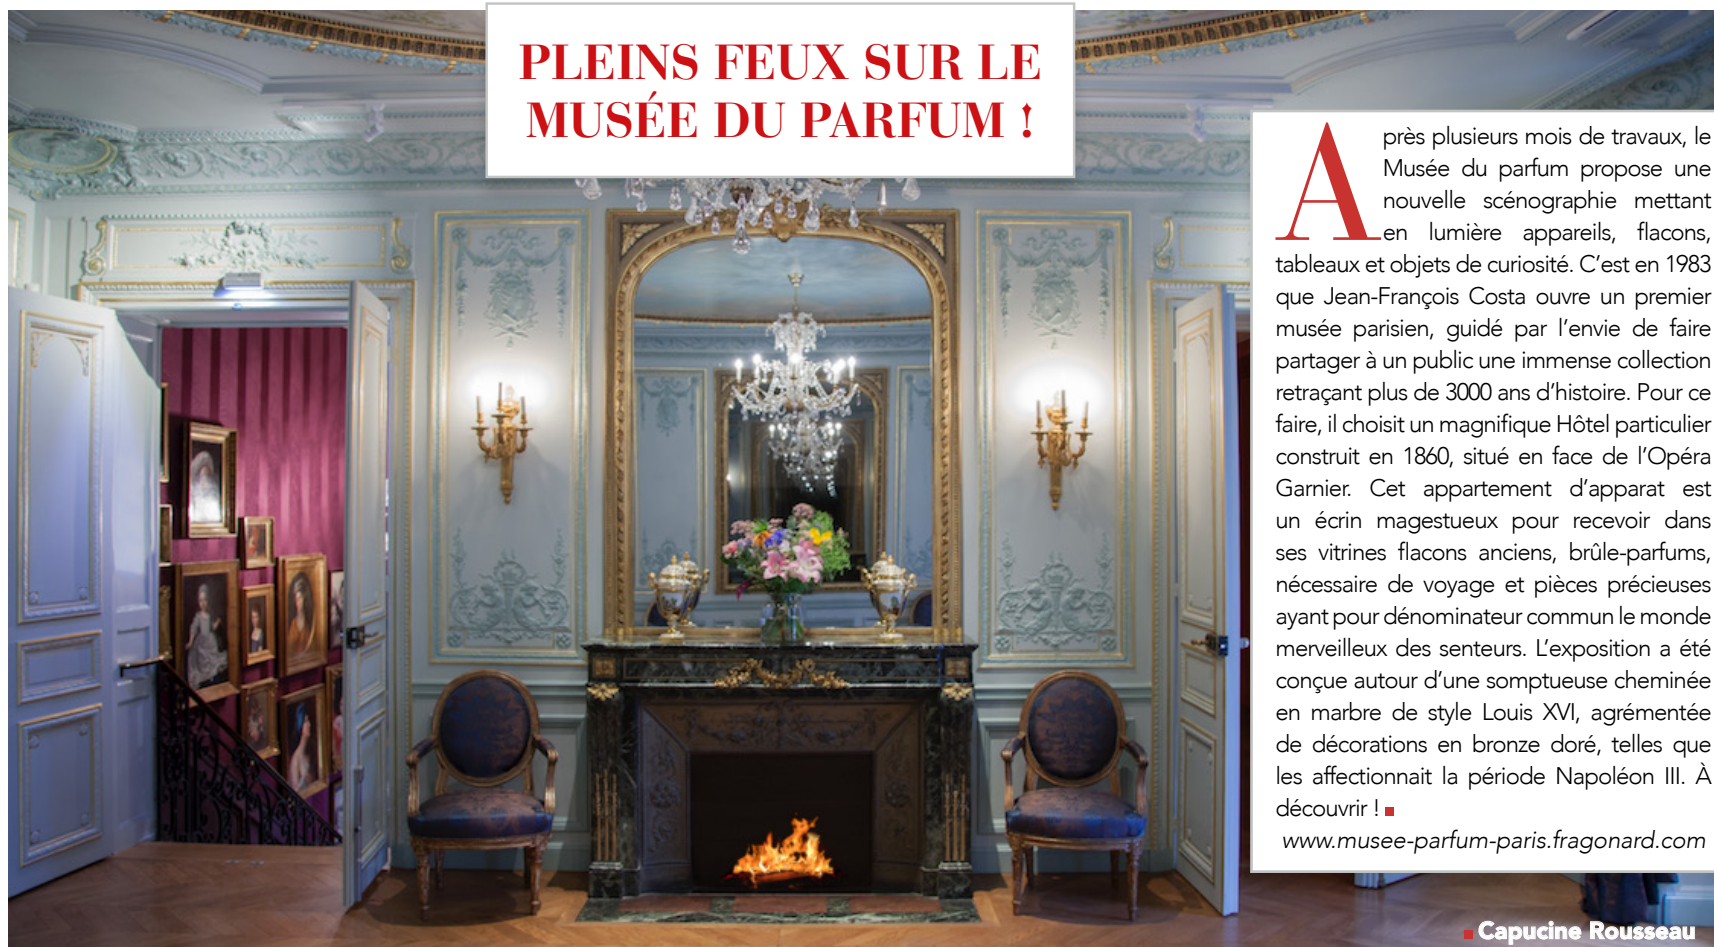 PLEINS FEUX SUR LE
MUSÉE DU PARFUM !
Après plusieurs mois de travaux, le
Musée du parfum propose une
nouvelle scénographie mettant
en lumière appareils, flacons,
tableaux et objets de curiosité. C’est en 1983
que Jean-François Costa ouvre un premier
musée parisien, guidé par l’envie de faire
partager à un public une immense collection
retraçant plus de 3000 ans d’histoire. Pour ce
faire, il choisit un magnifique Hôtel particulier
construit en 1860, situé en face de l’Opéra
Garnier. Cet appartement d’apparat est
un écrin magestueux pour recevoir dans
ses vitrines flacons anciens, brûle-parfums,
nécessaire de voyage et pièces précieuses
ayant pour dénominateur commun le monde
merveilleux des senteurs. L’exposition a été
conçue autour d’une somptueuse cheminée
en marbre de style Louis XVI, agrémentée
de décorations en bronze doré, telles que
les affectionnait la période Napoléon III. À
découvrir !
www.musee-parfum-paris.fragonard.com
Capucine Rousseau